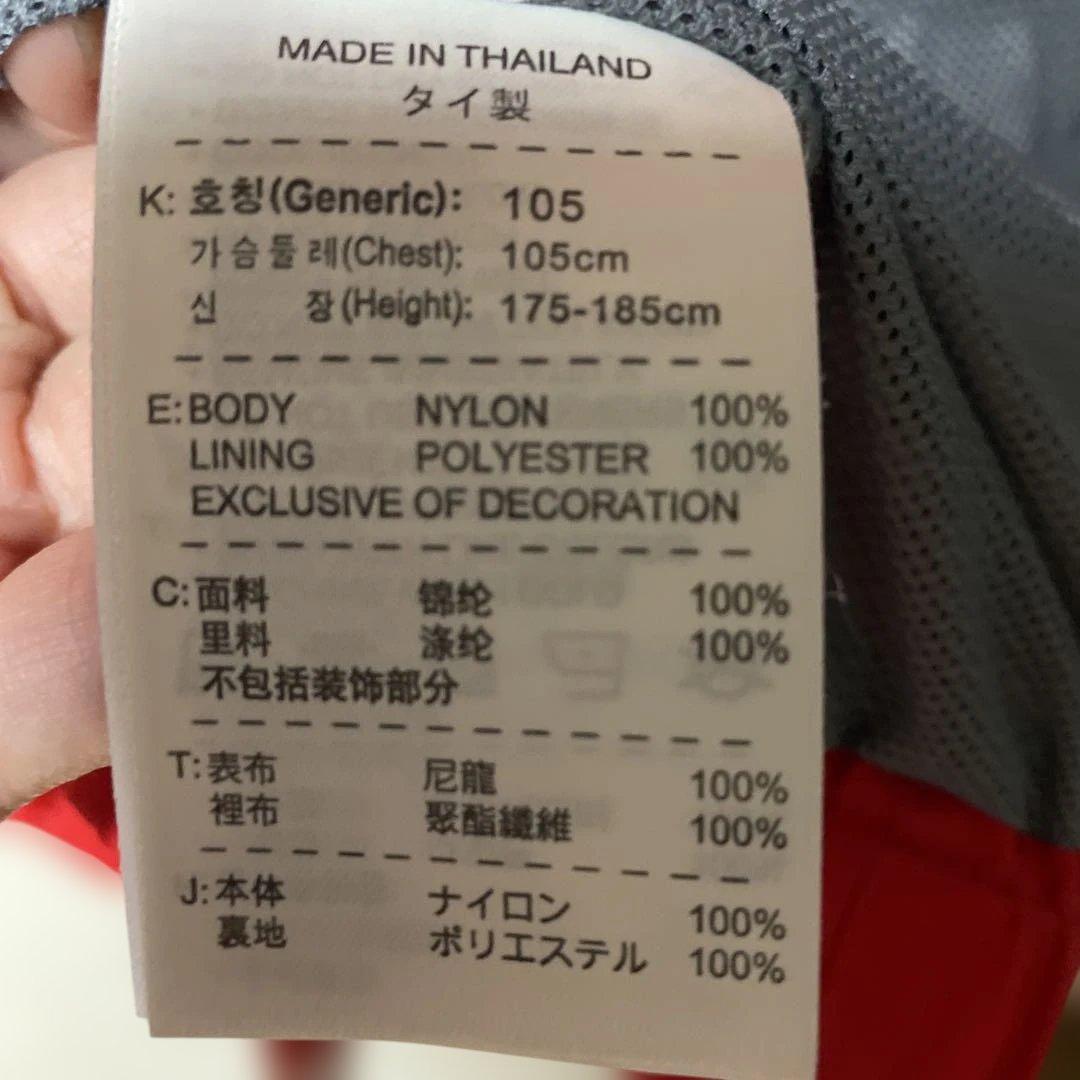 MADE IN THAILAND
タイ製
K: 호칭(Generic): 105
가슴둘레(Chest): 105cm
신 장(Height): 175-185cm
E: BODY NYLON 100%
LINING POLYESTER 100%
EXCLUSIVE OF DECORATION
C: 面料 锦纶 100%
里料 涤纶 100%
不包括装饰部分
T: 表布 尼龍 100%
裡布 聚酯纖維 100%
J: 本体 ナイロン 100%
裏地 ポリエステル 100%